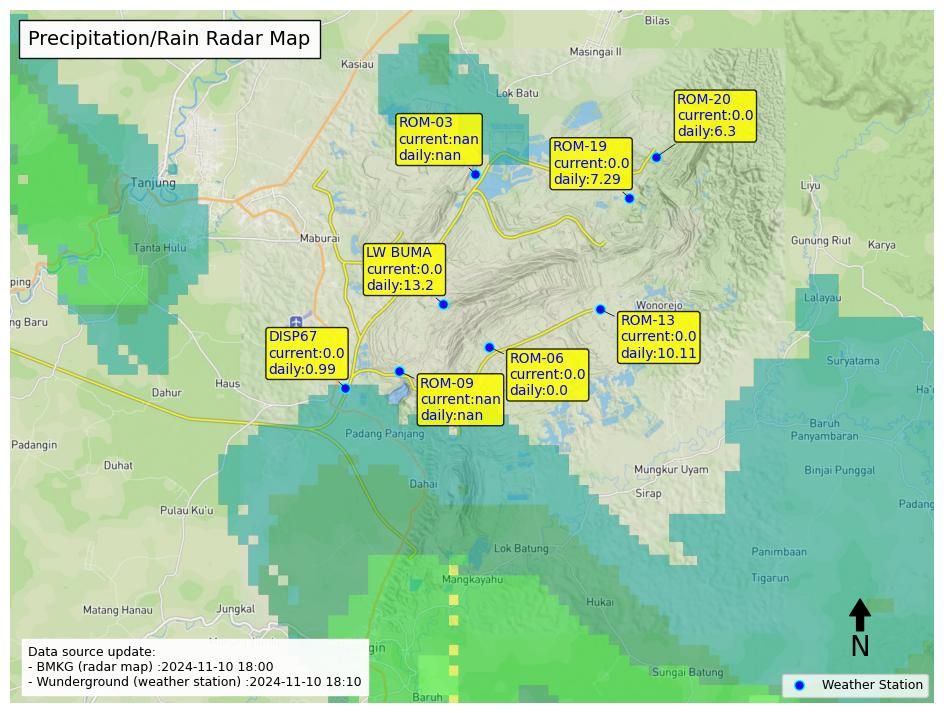 Precipitation/Rain Radar Map
Bilas
Masingai II
Kasiau
Lok Batu
ROM-20
current:0.0
daily:6.3
ROM-03
current:nan
daily:nan
ROM-19
current:0.0
daily:7.29
Tanjung
Liyu
Maburai
Gunung Riut
Karya
Tanta Hulu
LW BUMA
current:0.0
daily:13.2
ping
Lalayau
Wonorejo
ng Baru
ROM-13
current:0.0
daily:10.11
DISP67
current:0.0
daily:0.99
ROM-06
current:0.0
daily:0.0
Suryatama
ROM-09
current:nan
daily:nan
Haus
Dahur
Baruh
Panyambaran
Padang Panjang
Padangin
Duhat
Mungkur Uyam
Binjai Punggal
Dahai
Sirap
Padang
Pulau Ku'u
Lok Batung
Panimbaan
Mangkayahu
Tigarun
Hukai
Matang Hanau
Jungkal
N
gin
Sungai Batung
Baruh
Data source update:
- BMKG (radar map) :2024-11-10 18:00
- Wunderground (weather station) :2024-11-10 18:10
Weather Station